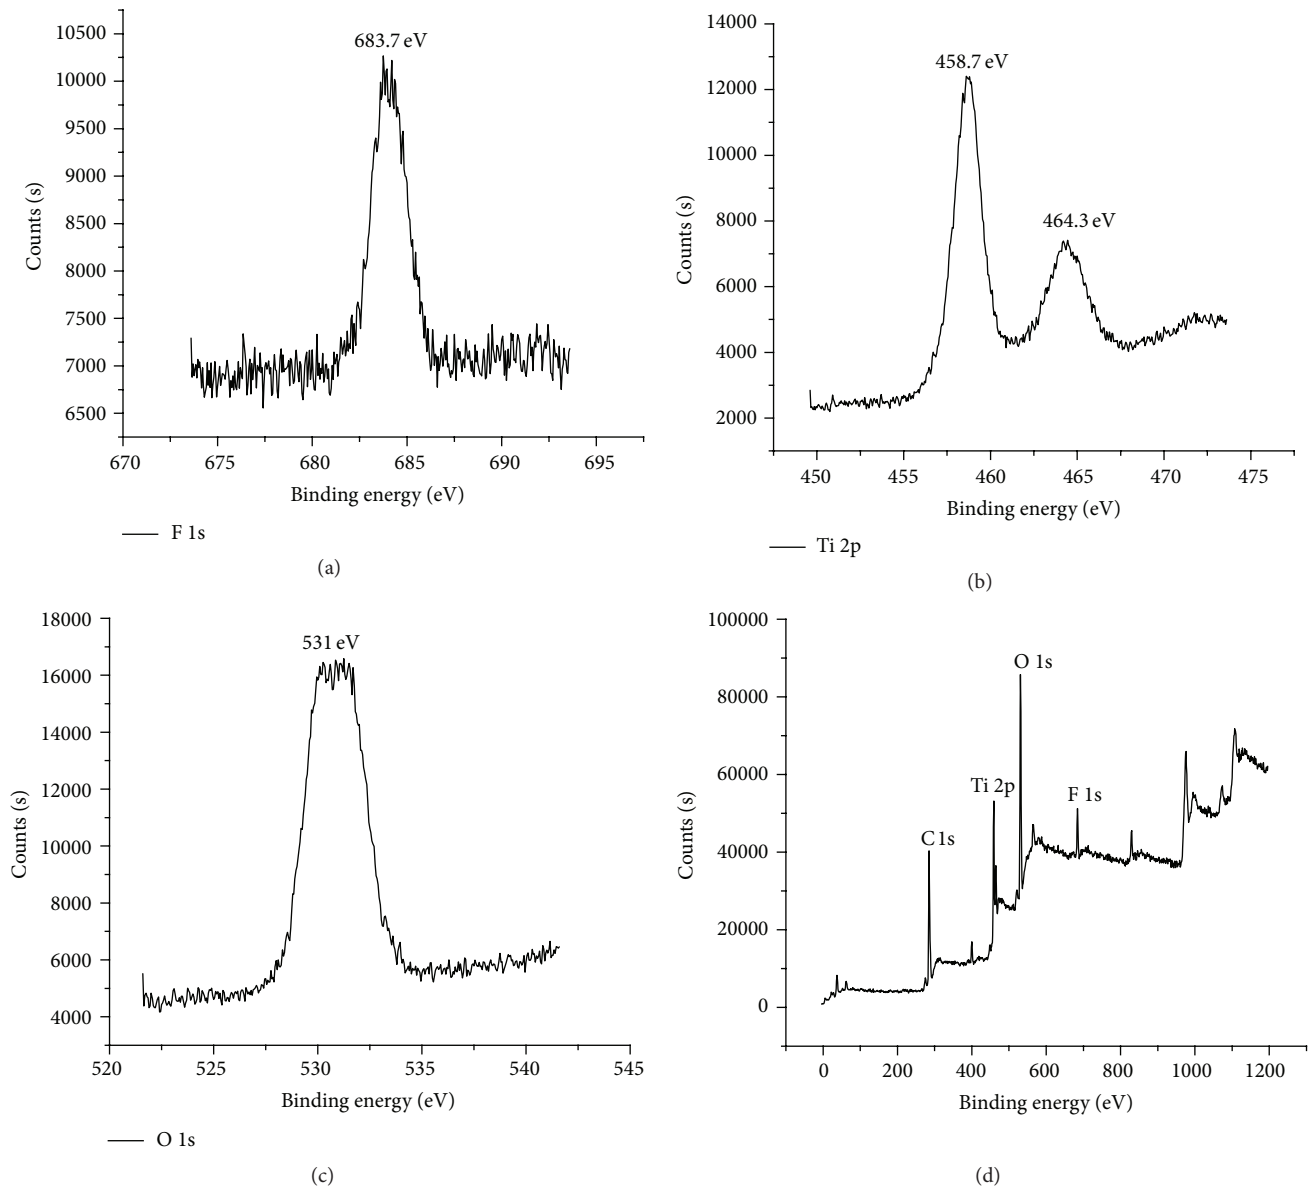 683.7 eV
10500
10000
9500
9000
8500
8000
7500
7000
6500
Counts (s)
670 675 680 685 690 695
Binding energy (eV)
F 1s
(a)
458.7 eV
464.3 eV
14000
12000
10000
8000
6000
4000
2000
Counts (s)
450 455 460 465 470 475
Binding energy (eV)
Ti 2p
(b)
531 eV
18000
16000
14000
12000
10000
8000
6000
4000
Counts (s)
520 525 530 535 540 545
Binding energy (eV)
O 1s
(c)
100000
80000
60000
40000
20000
0
Counts (s)
O 1s
Ti 2p
F 1s
C 1s
0 200 400 600 800 1000 1200
Binding energy (eV)
(d)